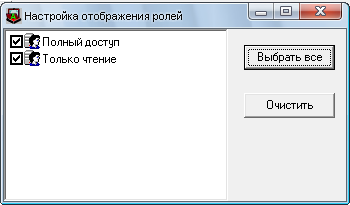 Настройка отображения ролей
Полный доступ
Только чтение
Выбрать все
Очистить